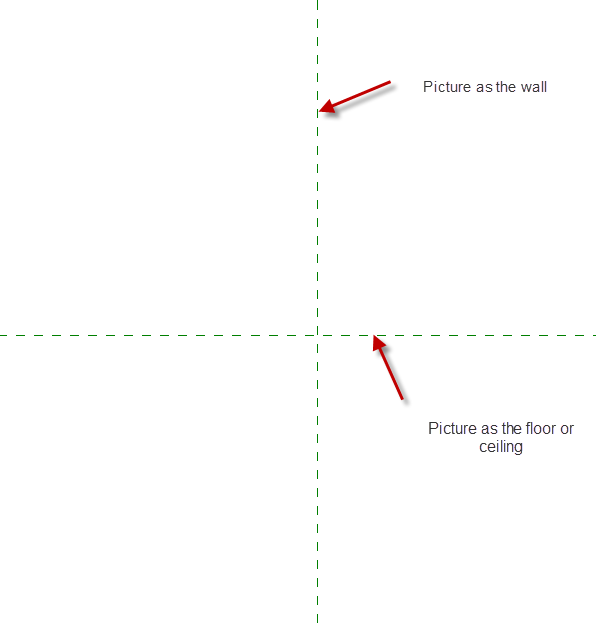 Picture as the wall
Picture as the floor or
ceiling